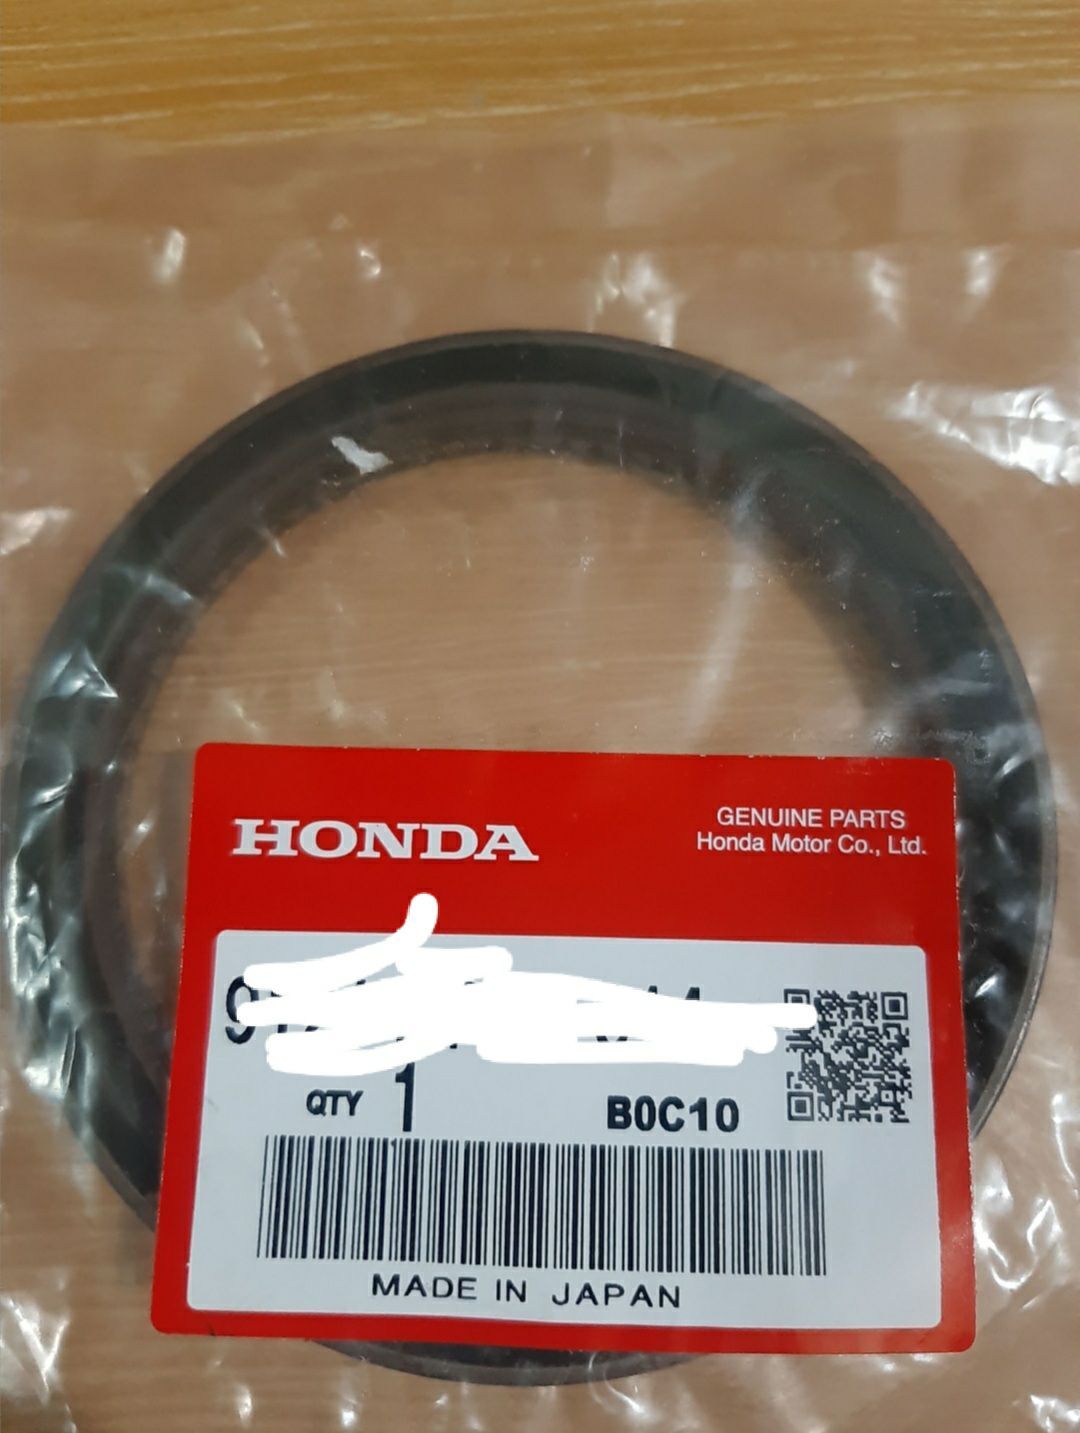 HONDA
GENUINE PARTS
Honda Motor Co., Ltd.
QTY 1
B0C10
MADE IN JAPAN